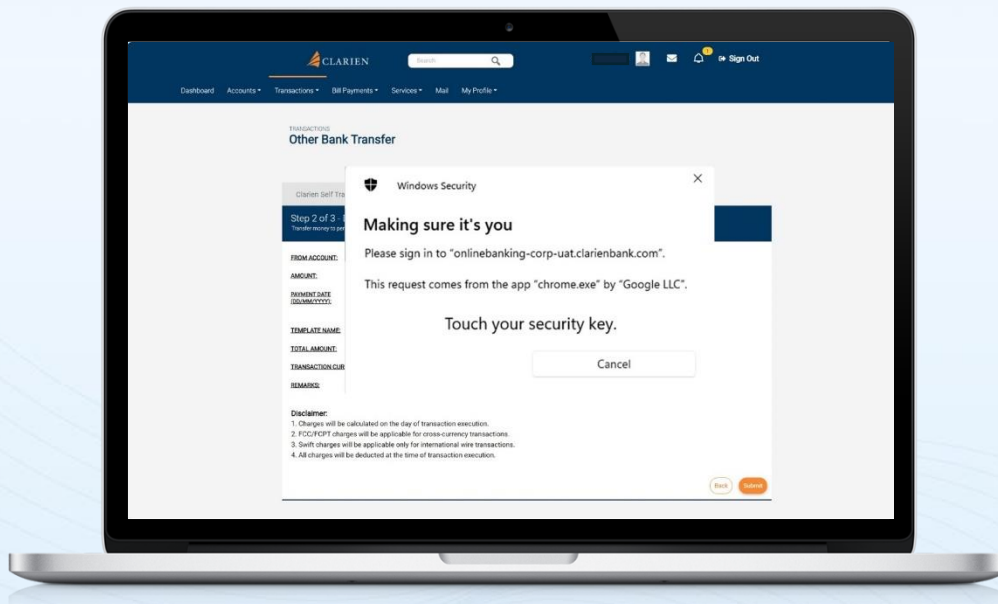 CLARIEN
Search
Sign Out
Dashboard Accounts Transactions Bill Payments Services Mail My Profile
TRANSACTIONS
Other Bank Transfer
Clarien Self Tra
Step 2 of 3 -
Transfer money to per
Windows Security
Making sure it's you
Please sign in to "onlinebanking-corp-uat.clarienbank.com".
This request comes from the app "chrome.exe" by "Google LLC".
Touch your security key.
Cancel
FROM ACCOUNT:
AMOUNT:
PAYMENT DATE
(DD/MM/YYYY):
TEMPLATE NAME:
TOTAL AMOUNT:
TRANSACTION CUR
REMARKS:
Disclaimer:
1. Charges will be calculated on the day of transaction execution.
2. FCC/FCPT charges will be applicable for cross-currency transactions.
3. Swift charges will be applicable only for international wire transactions.
4. All charges will be deducted at the time of transaction execution.
Back Submit